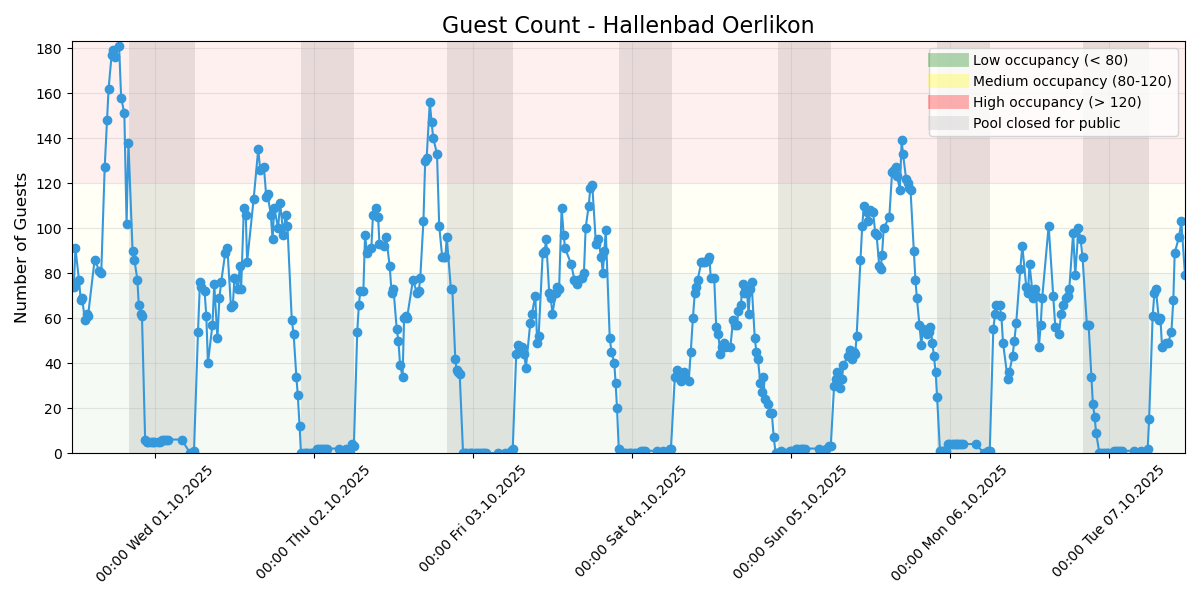 Guest Count - Hallenbad Oerlikon
Number of Guests
180
160
140
120
100
80
60
40
20
0
Low occupancy (< 80)
Medium occupancy (80-120)
High occupancy (> 120)
Pool closed for public
00:00 Wed 01.10.2025
00:00 Thu 02.10.2025
00:00 Fri 03.10.2025
00:00 Sat 04.10.2025
00:00 Sun 05.10.2025
00:00 Mon 06.10.2025
00:00 Tue 07.10.2025